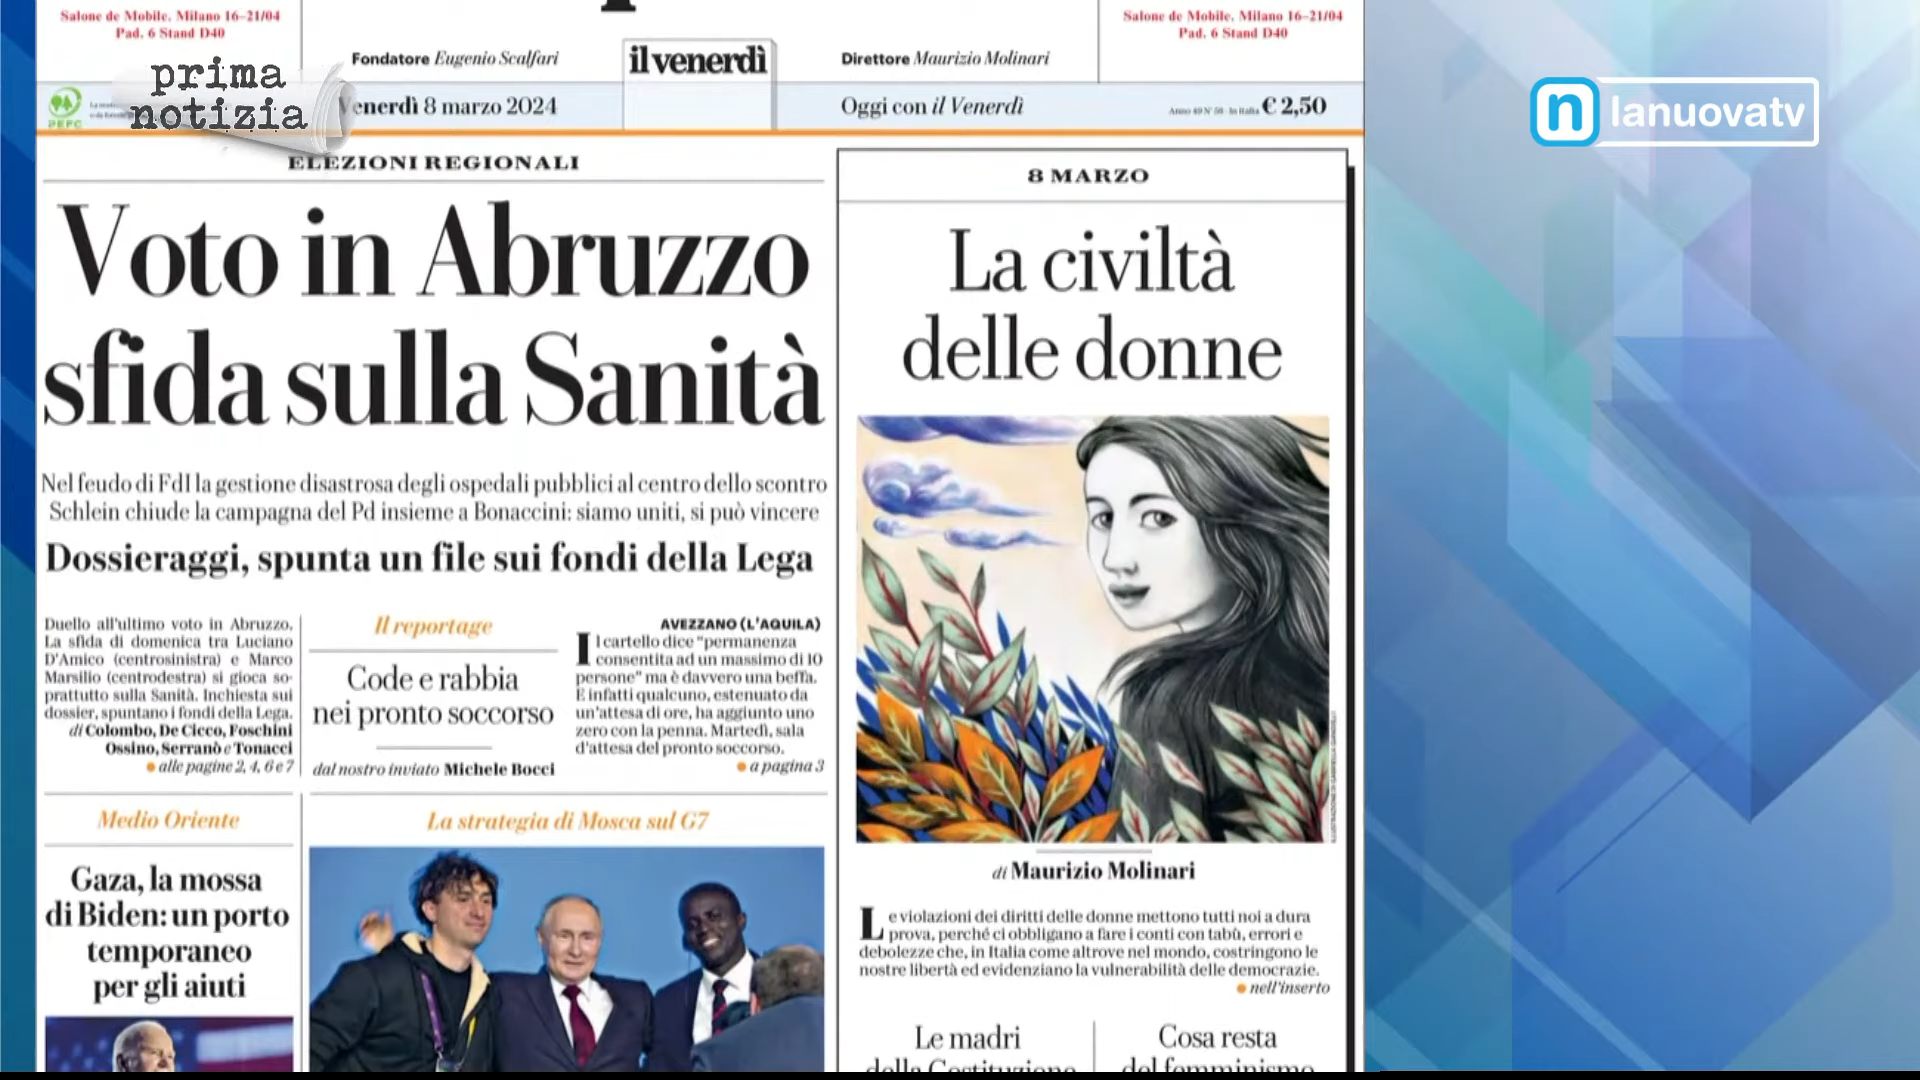 Salone de Mobile. Milano 16-21/04
Pad. 6 Stand D40
Fondatore Eugenio Scalfari
il venerdì
Direttore Maurizio Molinari
Salone de Mobile. Milano 16-21/04
Pad. 6 Stand D40
prima
notizia
PEFC
Venerdì 8 marzo 2024
Oggi con il Venerdì
Anno 49 N° 58 - In Italia € 2,50
lanuovatv
ELEZIONI REGIONALI
Voto in Abruzzo
sfida sulla Sanità
Nel feudo di FdI la gestione disastrosa degli ospedali pubblici al centro dello scontro
Schlein chiude la campagna del Pd insieme a Bonaccini: siamo uniti, si può vincere
Dossieraggi, spunta un file sui fondi della Lega
Duello all'ultimo voto in Abruzzo.
La sfida di domenica tra Luciano
D'Amico (centrosinistra) e Marco
Marsilio (centrodestra) si gioca so-
prattutto sulla Sanità. Inchiesta sui
dossier, spuntano i fondi della Lega.
di Colombo, De Cicco, Foschini
Ossino, Serranò e Tonacci
alle pagine 2, 4, 6 e 7
Il reportage
Code e rabbia
nei pronto soccorso
dal nostro inviato Michele Bocci
AVEZZANO (L'AQUILA)
Il cartello dice "permanenza
consentita ad un massimo di 10
persone" ma è davvero una beffa.
E infatti qualcuno, estenuato da
un'attesa di ore, ha aggiunto uno
zero con la penna. Martedì, sala
d'attesa del pronto soccorso.
a pagina 3
Medio Oriente
Gaza, la mossa
di Biden: un porto
temporaneo
per gli aiuti
La strategia di Mosca sul G7
8 MARZO
La civiltà
delle donne
di Maurizio Molinari
Le violazioni dei diritti delle donne mettono tutti noi a dura
prova, perché ci obbligano a fare i conti con tabù, errori e
debolezze che, in Italia come altrove nel mondo, costringono le
nostre libertà ed evidenziano la vulnerabilità delle democrazie.
nell'inserto
Le madri
della Costituzione
Cosa resta
del femminismo